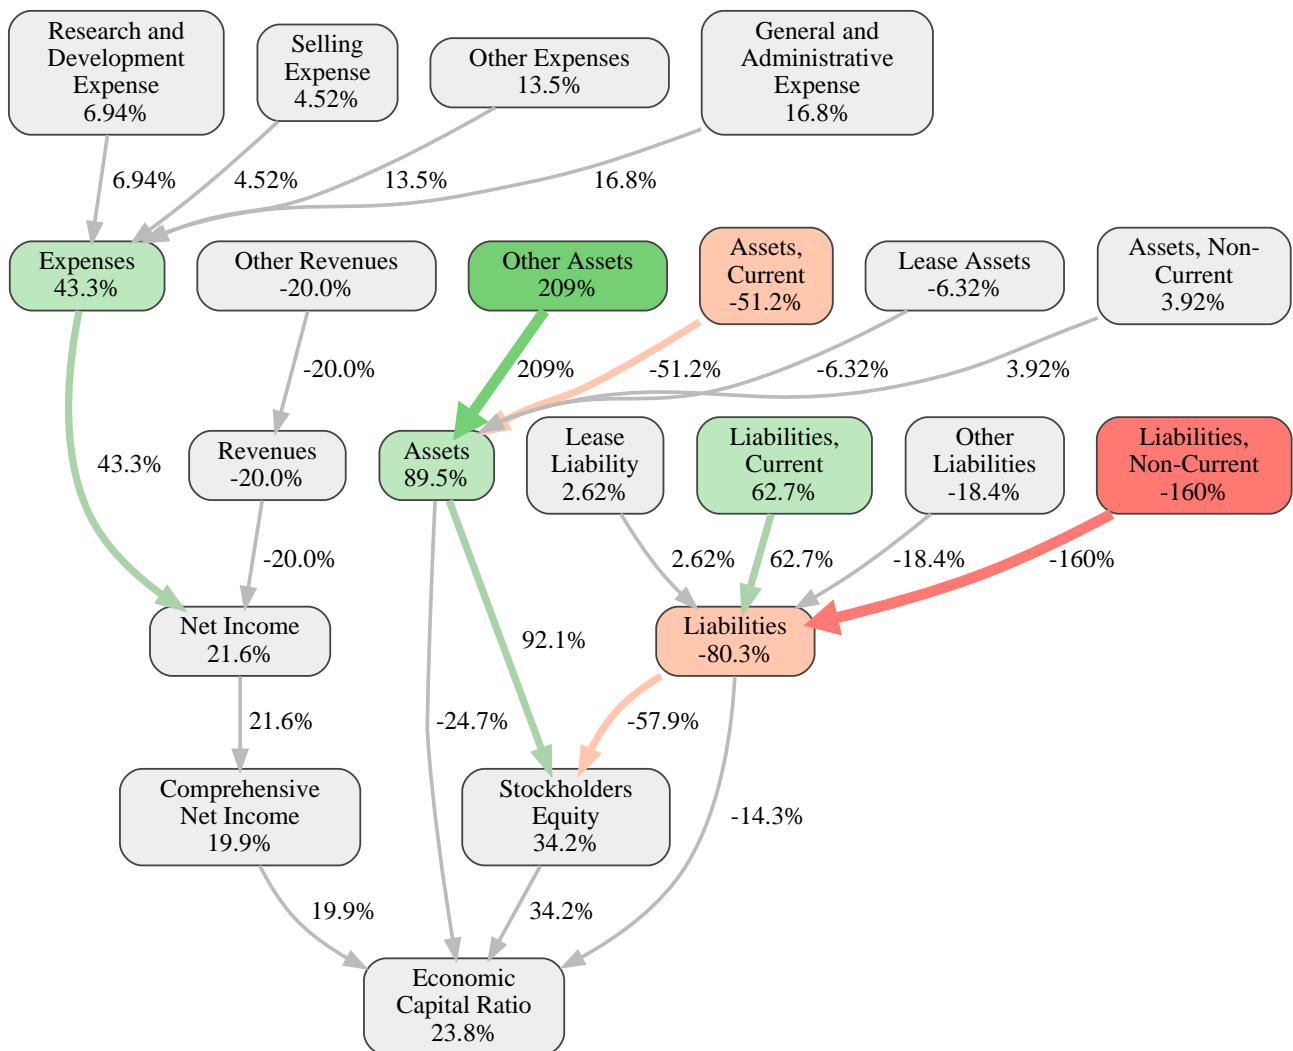 Research and
Development
Expense
6.94%
Selling
Expense
4.52%
Other Expenses
13.5%
General and
Administrative
Expense
16.8%
6.94%
4.52%
13.5%
16.8%
Expenses
43.3%
Other Revenues
-20.0%
Other Assets
209%
Assets,
Current
-51.2%
Lease Assets
-6.32%
Assets, Non-
Current
3.92%
-20.0%
209%
-51.2%
-6.32%
3.92%
43.3%
Revenues
-20.0%
Assets
89.5%
Lease
Liability
2.62%
Liabilities,
Current
62.7%
Other
Liabilities
-18.4%
Liabilities,
Non-Current
-160%
-20.0%
2.62%
62.7%
-18.4%
-160%
Net Income
21.6%
92.1%
Liabilities
-80.3%
21.6%
-24.7%
-57.9%
Comprehensive
Net Income
19.9%
Stockholders
Equity
34.2%
-14.3%
19.9%
34.2%
Economic
Capital Ratio
23.8%